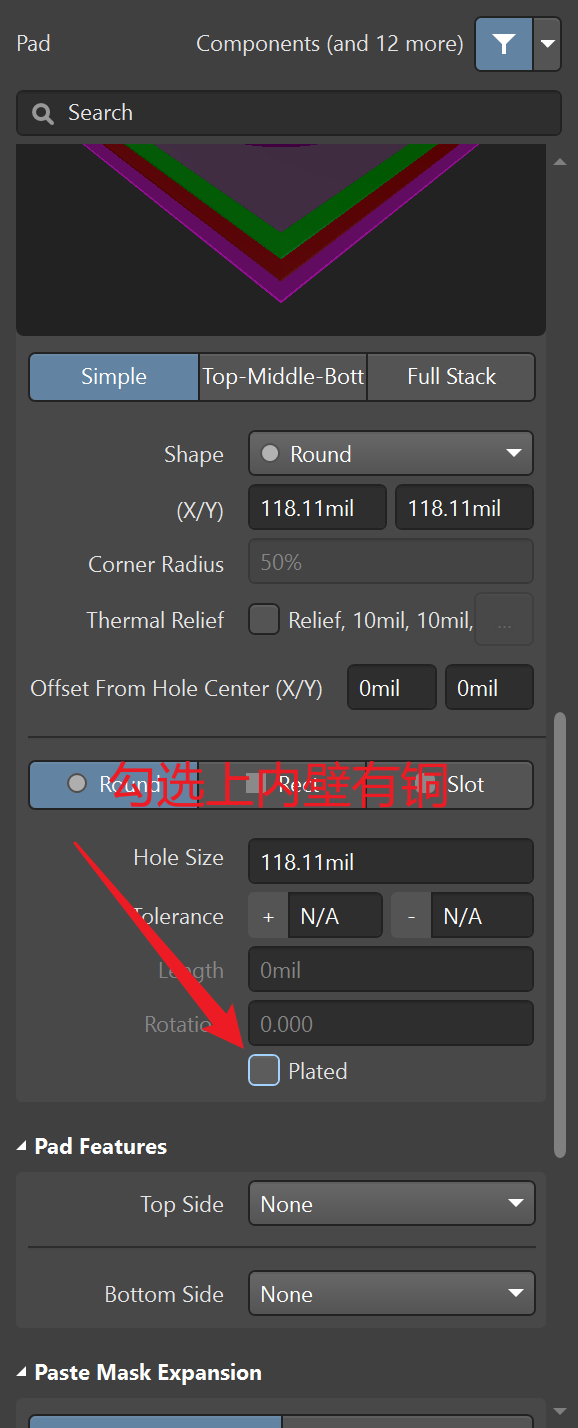 Pad Components (and 12 more)
Search
Simple Top-Middle-Bott Full Stack
Shape Round
(X/Y) 118.11mil 118.11mil
Corner Radius 50%
Thermal Relief Relief, 10mil, 10mil, ...
Offset From Hole Center (X/Y) 0mil 0mil
勾选上内壁有铜
Round Rect Slot
Hole Size 118.11mil
Tolerance + N/A - N/A
Length 0mil
Rotation 0.000
Plated
Pad Features
Top Side None
Bottom Side None
Paste Mask Expansion